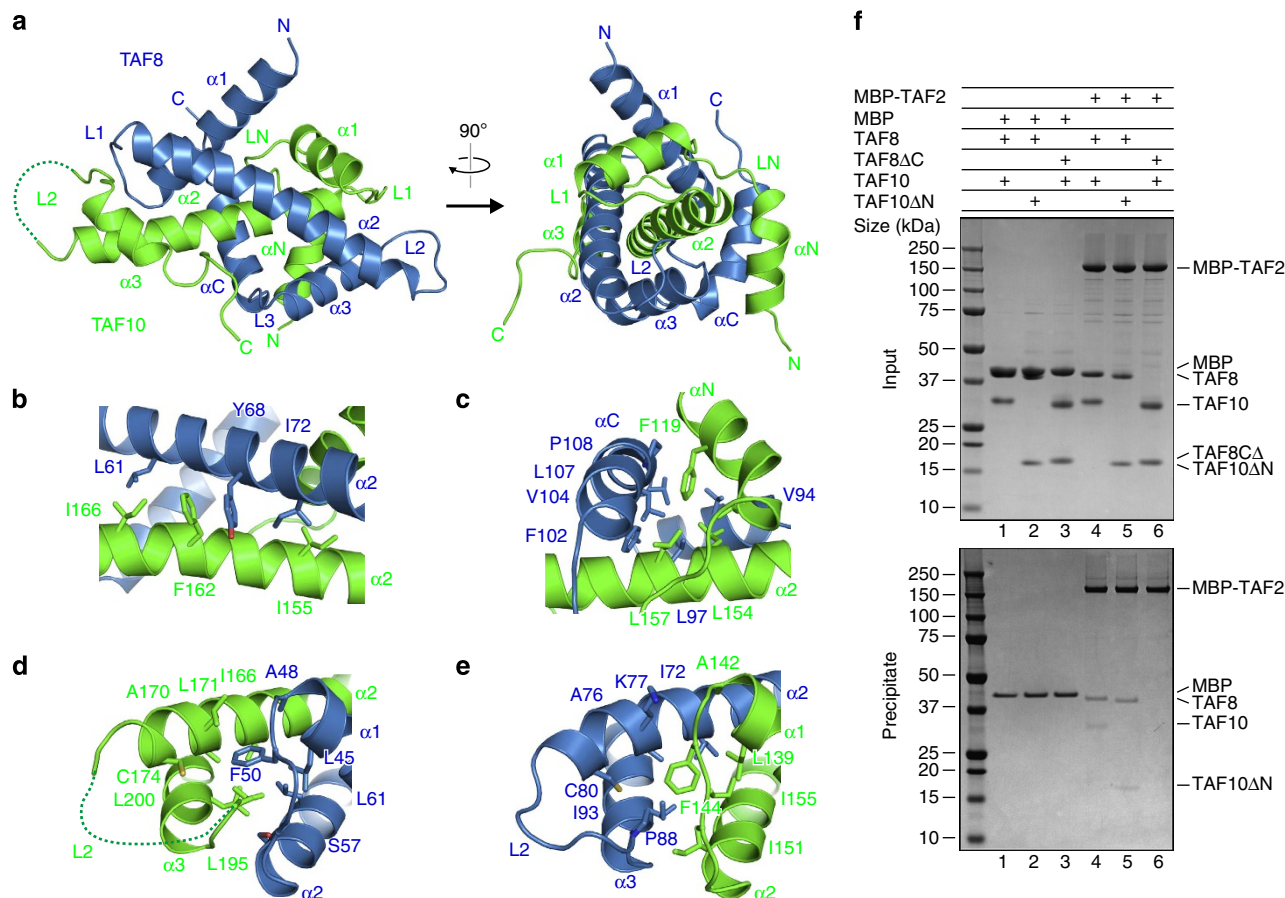 a
N
TAF8
α1
C
L1
LN
α1
L2
α2
L1
α2
αN
L2
α3
αC
L3
α3
TAF10
N
C
90°
N
α1
C
α1
LN
L1
α3
α2
αN
L2
α2
α3
αC
C
N
b
Y68
I72
L61
α2
I166
F162
I155
α2
c
αN
αC
F119
P108
L107
V104
V94
F102
α2
L157
L97
L154
d
A48
A170
L171
I166
α2
α1
L45
C174
F50
L200
L61
L2
S57
α3
L195
α2
e
A142
I72
K77
A76
α2
α1
L139
C80
I93
F144
I155
P88
L2
I151
α3
α2
f
MBP-TAF2 + + +
MBP + + +
TAF8 + + + +
TAF8ΔC + +
TAF10 + + + +
TAF10ΔN + +
Size (kDa)
250
150
100
75
50
37
25
20
15
10
Input
MBP-TAF2
MBP
TAF8
TAF10
TAF8CΔ
TAF10ΔN
1 2 3 4 5 6
250
150
100
75
50
37
25
20
15
10
Precipitate
MBP-TAF2
MBP
TAF8
TAF10
TAF10ΔN
1 2 3 4 5 6